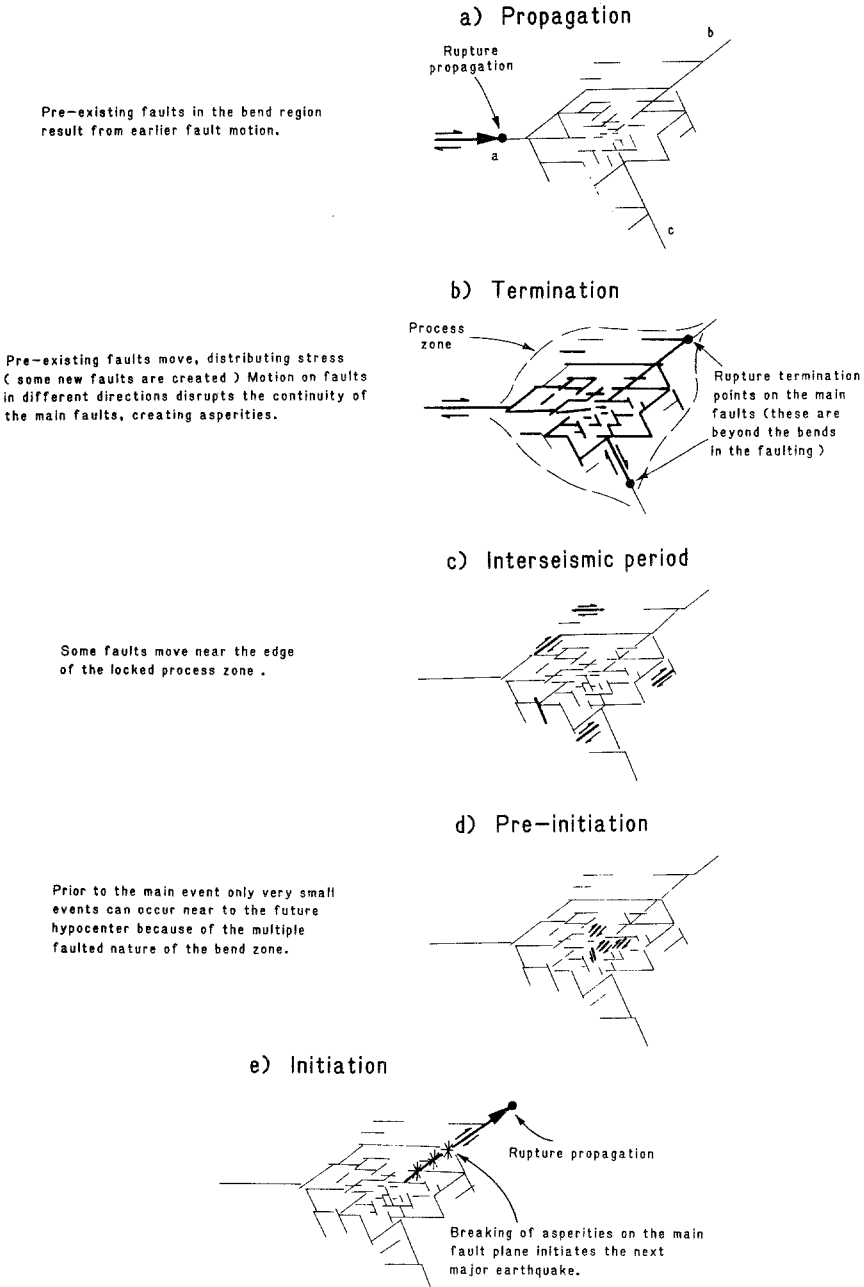 a) Propagation
b
Rupture
propagation
Pre-existing faults in the bend region
result from earlier fault motion.
a
c
b) Termination
Process
zone
Pre-existing faults move, distributing stress
( some new faults are created ) Motion on faults
in different directions disrupts the continuity of
the main faults, creating asperities.
Rupture termination
points on the main
faults (these are
beyond the bends
in the faulting )
c) Interseismic period
Some faults move near the edge
of the locked process zone .
d) Pre-initiation
Prior to the main event only very small
events can occur near to the future
hypocenter because of the multiple
faulted nature of the bend zone.
e) Initiation
Rupture propagation
Breaking of asperities on the main
fault plane initiates the next
major earthquake.